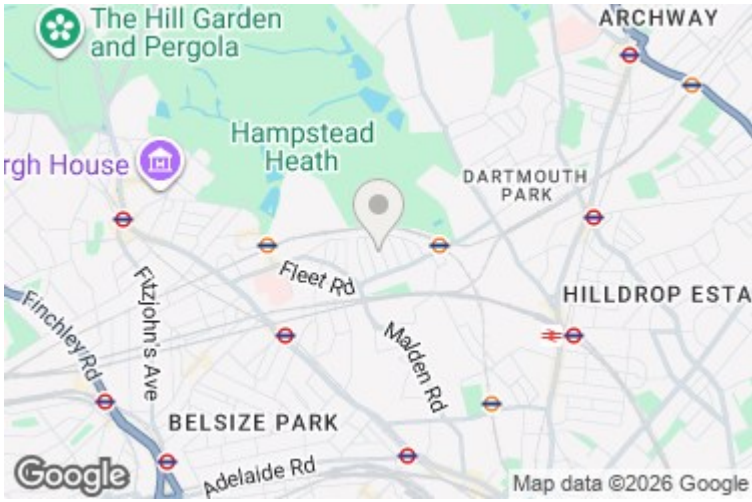 The Hill Garden
and Pergola
ARCHWAY
Hampstead
Heath
rgh House
DARTMOUTH
PARK
Fleet Rd
HILLDROP ESTA
Fitzjohn's Ave
Finchley Rd
Malden Rd
BELSIZE PARK
Adelaide Rd
Google
Map data ©2026 Google